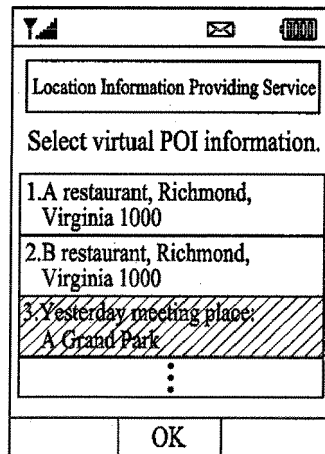 Location Information Providing Service
Select virtual POI information.
1.A restaurant, Richmond,
Virginia 1000
2.B restaurant, Richmond,
Virginia 1000
3.Yesterday meeting place:
A Grand Park
OK